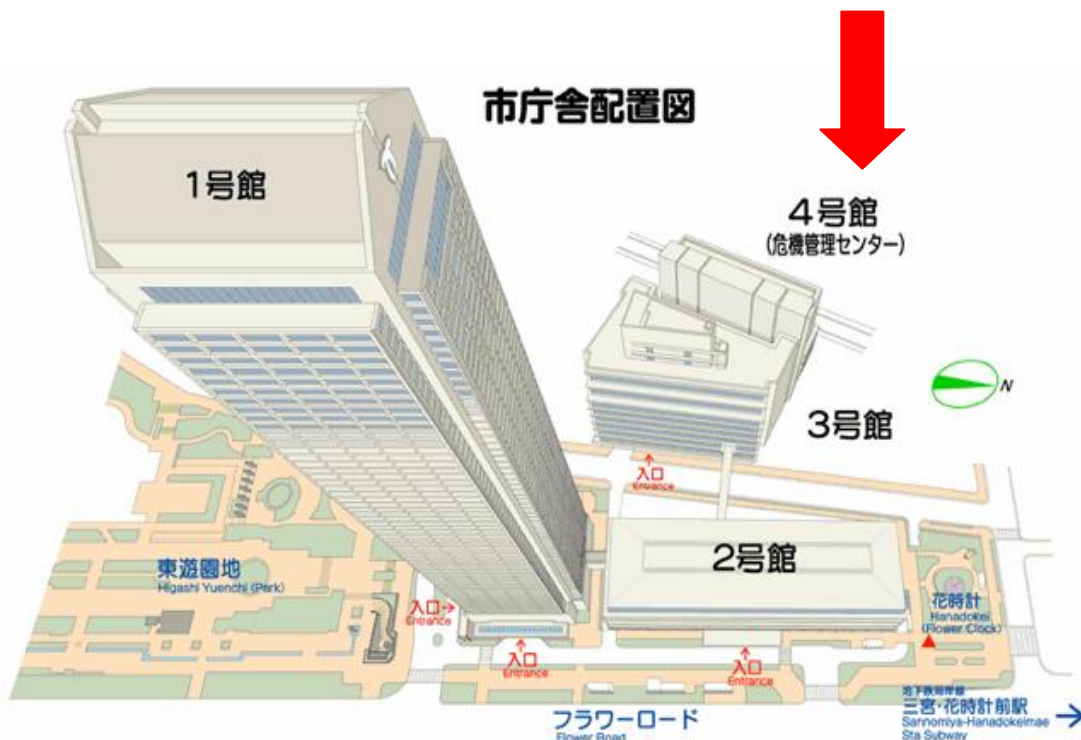 市庁舎配置図
1号館
4号館
(危機管理センター)
N
3号館
入口
Entrance
2号館
東遊園地
Higashi Yuenchi (Park)
花時計
Hanadokei
(Flower Clock)
入口→
Entrance
入口
Entrance
入口
Entrance
フラワーロード
Flower Road
地下鉄海岸線
三宮・花時計前駅
Sannomiya-Hanadokeimae
Sta Subway